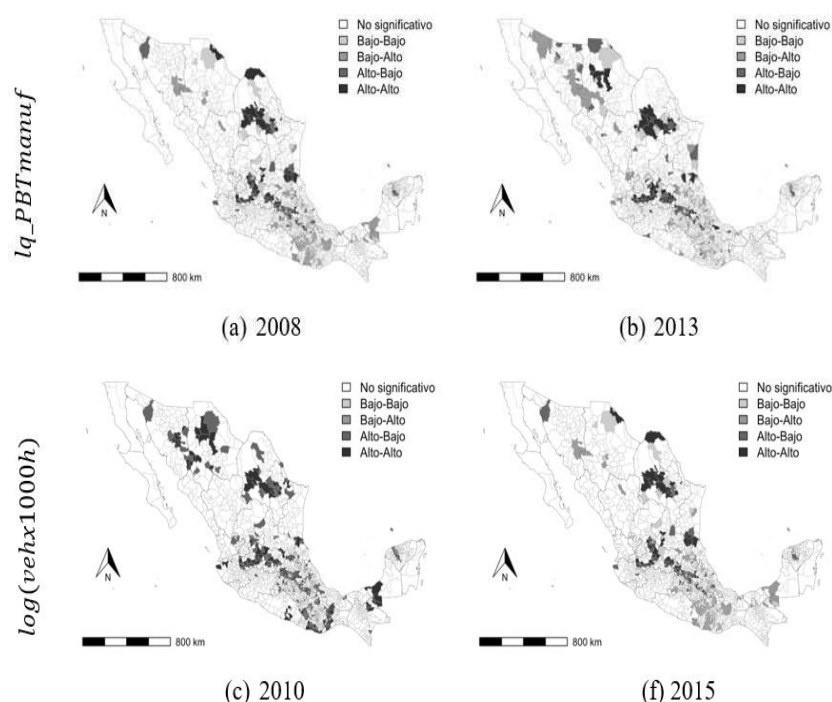 lq_PBTmanuf
No significativo
Bajo-Bajo
Bajo-Alto
Alto-Bajo
Alto-Alto
N
800 km
(a) 2008
No significativo
Bajo-Bajo
Bajo-Alto
Alto-Bajo
Alto-Alto
N
800 km
(b) 2013
log(vehx1000h)
No significativo
Bajo-Bajo
Bajo-Alto
Alto-Bajo
Alto-Alto
N
800 km
(c) 2010
No significativo
Bajo-Bajo
Bajo-Alto
Alto-Bajo
Alto-Alto
N
800 km
(f) 2015